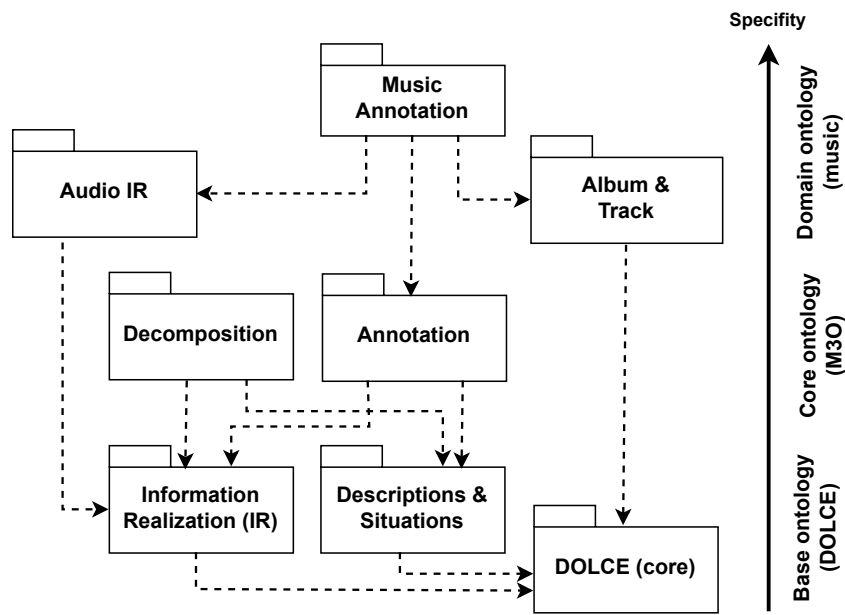 Specifity
Music
Annotation
Audio IR
Album &
Track
Domain ontology
(music)
Decomposition
Annotation
Core ontology
(M3O)
Information
Realization (IR)
Descriptions &
Situations
DOLCE (core)
Base ontology
(DOLCE)